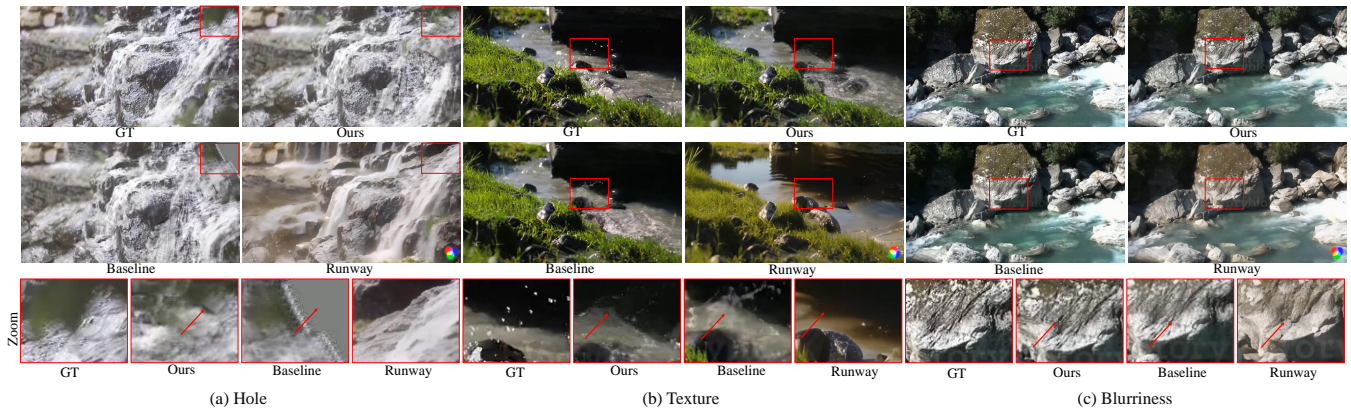 GT Ours GT Ours GT Ours
Baseline Runway Baseline Runway Baseline Runway
Zoom
GT Ours Baseline Runway GT Ours Baseline Runway GT Ours Baseline Runway
(a) Hole (b) Texture (c) Blurriness